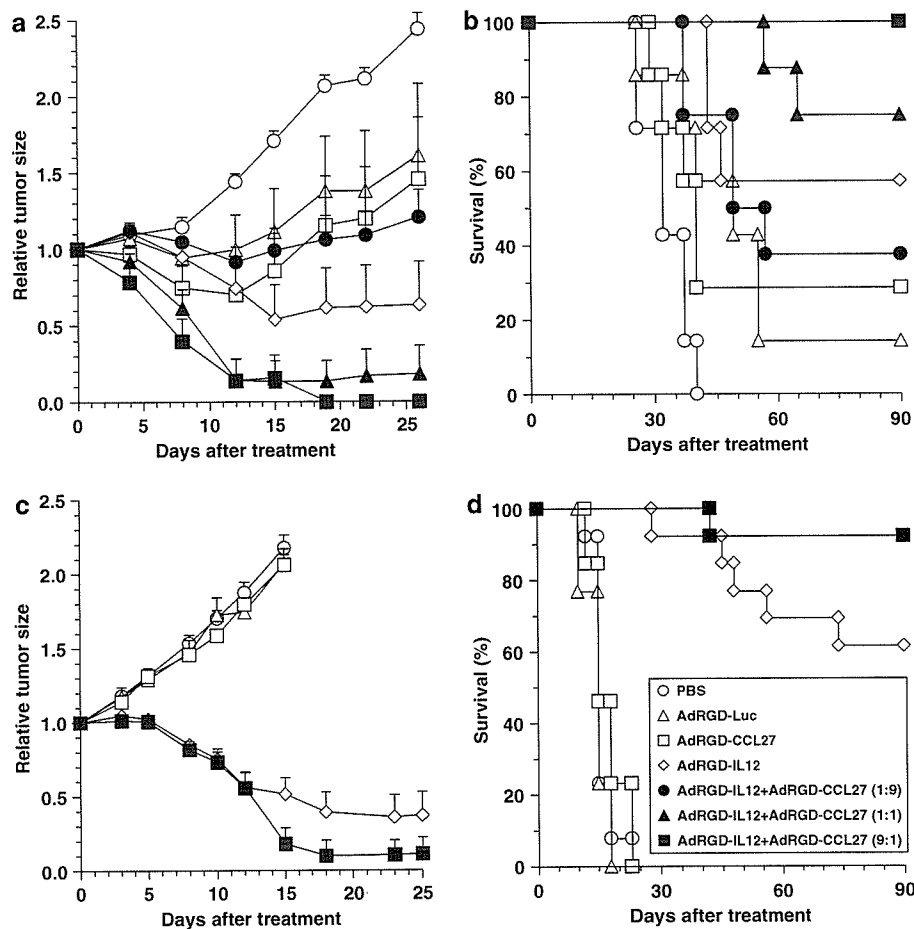 a
2.5
2.0
1.5
1.0
0.5
0.0
Relative tumor size
0 5 10 15 20 25
Days after treatment
b
100
80
60
40
20
0
Survival (%)
0 30 60 90
Days after treatment
c
2.5
2.0
1.5
1.0
0.5
0.0
Relative tumor size
0 5 10 15 20 25
Days after treatment
d
100
80
60
40
20
0
Survival (%)
PBS
AdRGD-Luc
AdRGD-CCL27
AdRGD-IL12
AdRGD-IL12+AdRGD-CCL27 (1:9)
AdRGD-IL12+AdRGD-CCL27 (1:1)
AdRGD-IL12+AdRGD-CCL27 (9:1)
0 30 60 90
Days after treatment